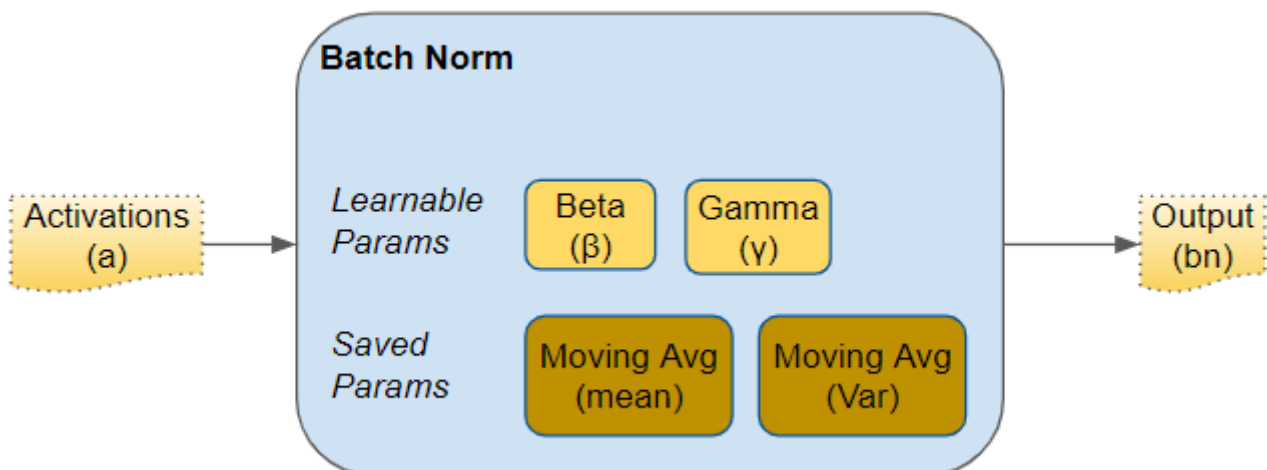 Batch Norm
Activations
(a)
Learnable
Params
Beta
(β)
Gamma
(γ)
Output
(bn)
Saved
Params
Moving Avg
(mean)
Moving Avg
(Var)